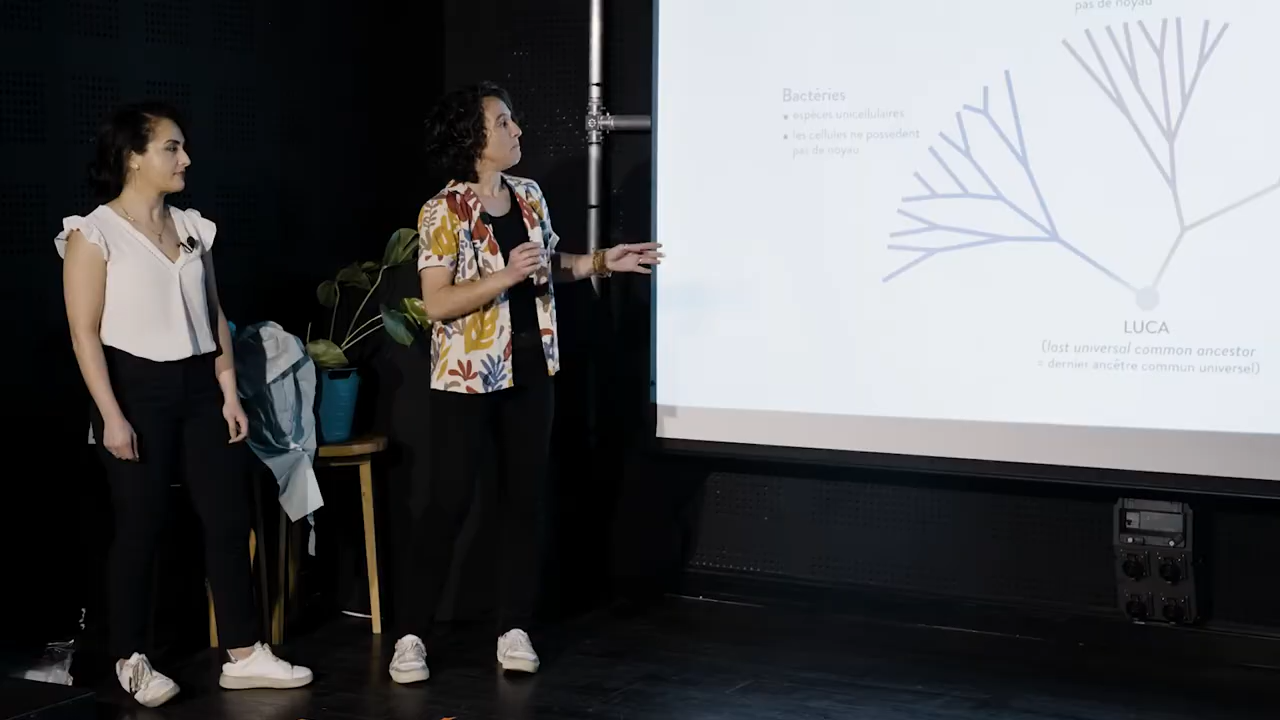 pas de noyau
Bactéries
• espèces unicellulaires
• les cellules ne possèdent
pas de noyau
LUCA
(last universal common ancestor
= dernier ancêtre commun universel)